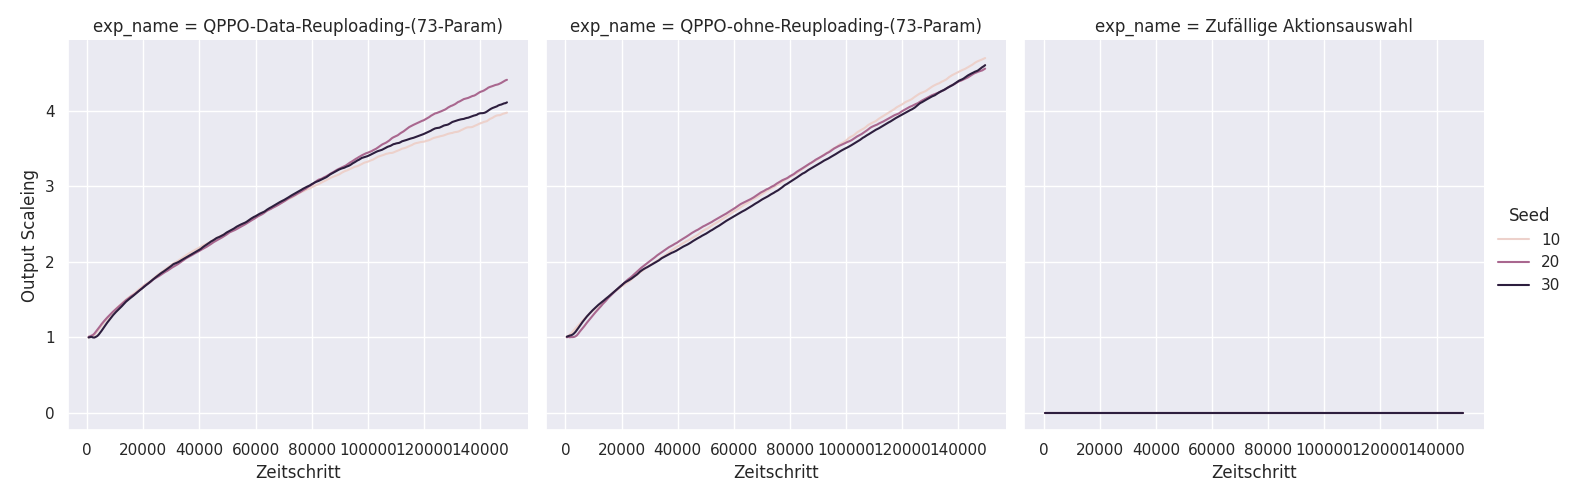 exp_name = QPPO-Data-Reuploading-(73-Param)
exp_name = QPPO-ohne-Reuploading-(73-Param)
exp_name = Zufällige Aktionsauswahl
Output Scaleing
4
3
2
1
0
0 20000 40000 60000 80000 100000 120000 140000
0 20000 40000 60000 80000 100000 120000 140000
0 20000 40000 60000 80000 100000 120000 140000
Zeitschritt
Zeitschritt
Zeitschritt
Seed
10
20
30